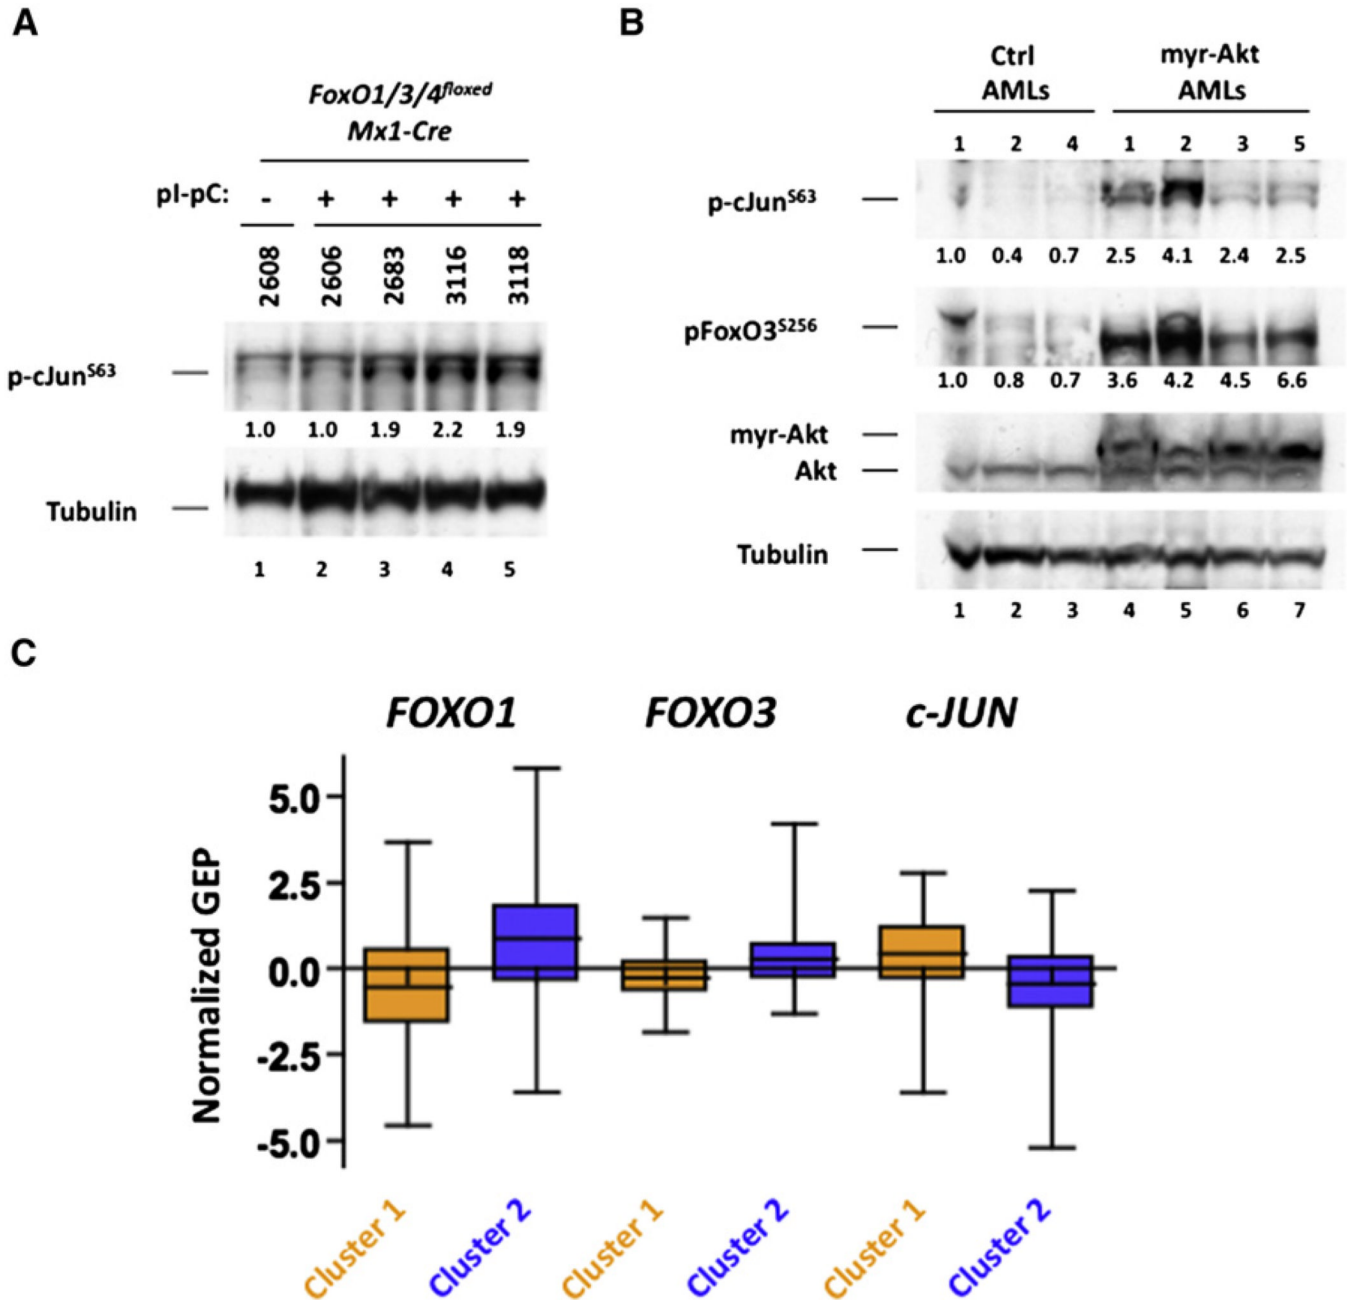 A
FoxO1/3/4floxed
Mx1-Cre
pI-pC: - + + + +
2608 2606 2683 3116 3118
p-cJunS63
1.0 1.0 1.9 2.2 1.9
Tubulin
1 2 3 4 5
B
Ctrl AMLs
myr-Akt AMLs
1 2 4 1 2 3 5
p-cJunS63
1.0 0.4 0.7 2.5 4.1 2.4 2.5
pFoxO3S256
1.0 0.8 0.7 3.6 4.2 4.5 6.6
myr-Akt
Akt
Tubulin
1 2 3 4 5 6 7
C
FOXO1 FOXO3 c-JUN
Normalized GEP
5.0
2.5
0.0
-2.5
-5.0
Cluster 1 Cluster 2 Cluster 1 Cluster 2 Cluster 1 Cluster 2